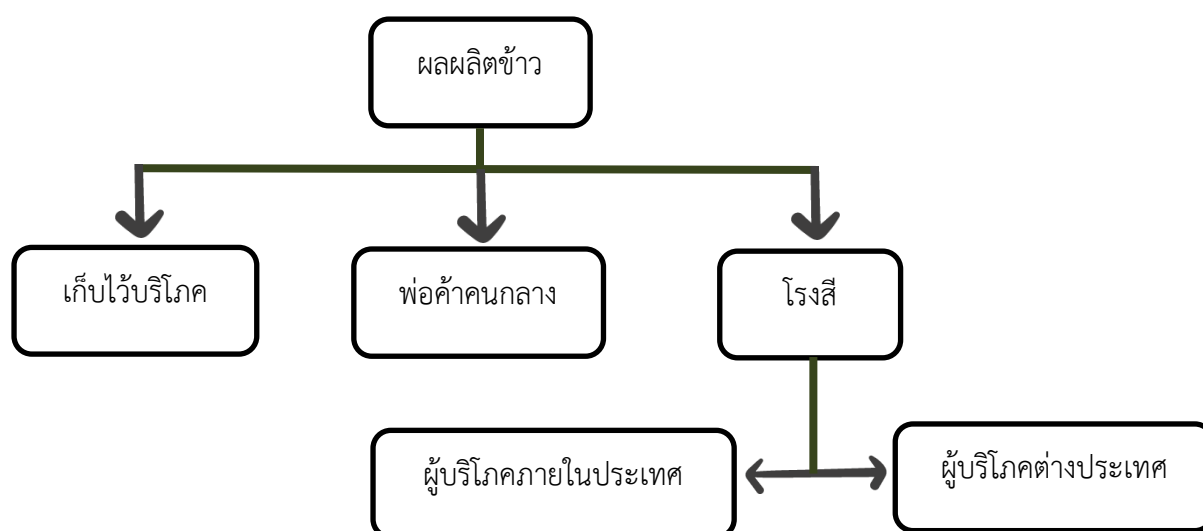 ผลผลิตข้าว
เก็บไว้บริโภค
พ่อค้าคนกลาง
โรงสี
ผู้บริโภคภายในประเทศ
ผู้บริโภคต่างประเทศ